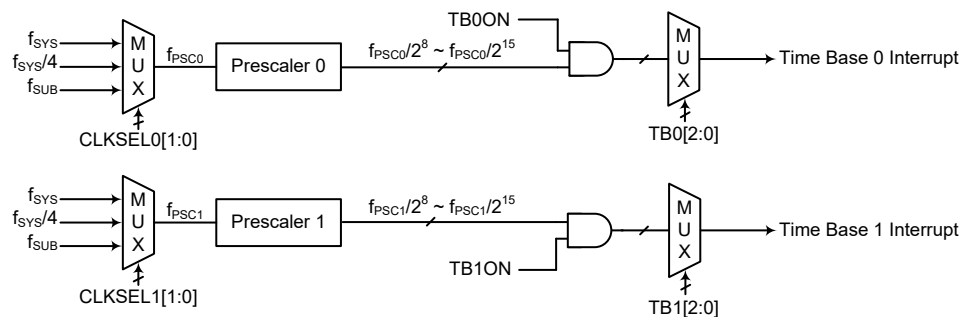 TB0ON
fSYS
fSYS/4
fSUB
M
U
X
fPSC0
Prescaler 0
fPSC0/2^8 ~ fPSC0/2^15
M
U
X
Time Base 0 Interrupt
CLKSEL0[1:0]
TB0[2:0]
fSYS
fSYS/4
fSUB
M
U
X
fPSC1
Prescaler 1
fPSC1/2^8 ~ fPSC1/2^15
M
U
X
Time Base 1 Interrupt
TB1ON
CLKSEL1[1:0]
TB1[2:0]